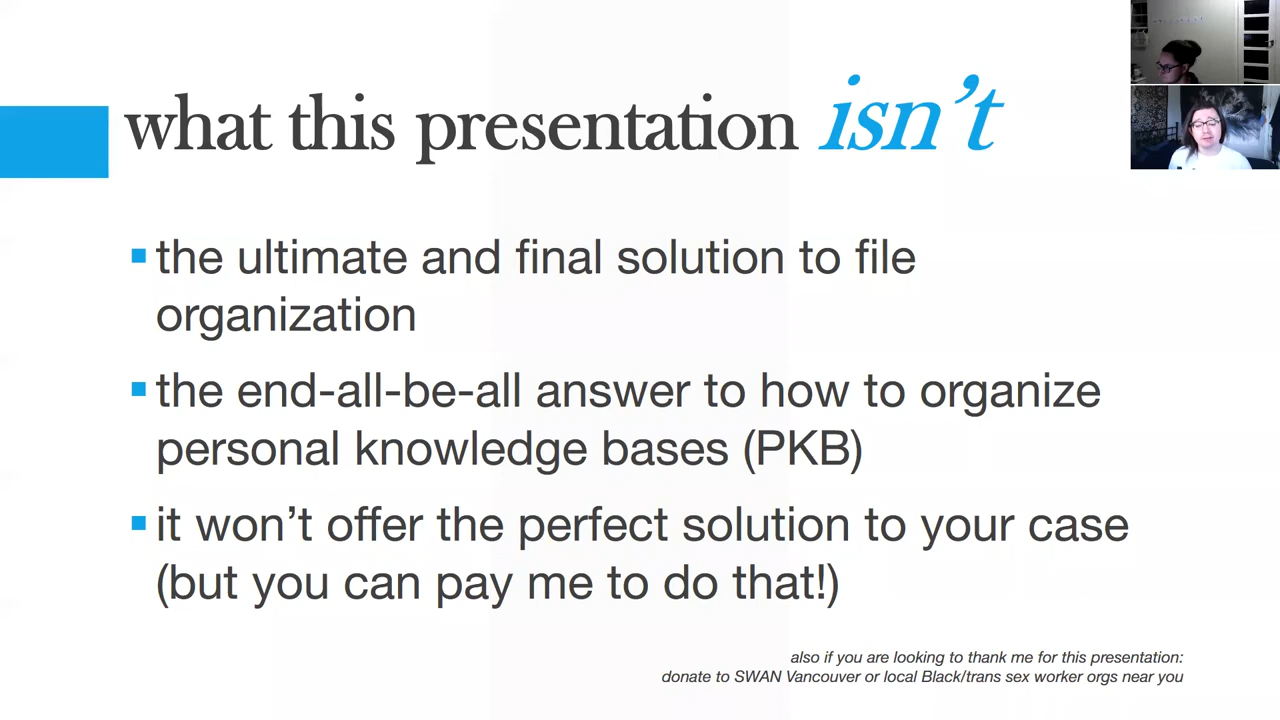 what this presentation isn't
the ultimate and final solution to file
organization
the end-all-be-all answer to how to organize
personal knowledge bases (PKB)
it won't offer the perfect solution to your case
(but you can pay me to do that!)
also if you are looking to thank me for this presentation:
donate to SWAN Vancouver or local Black/trans sex worker orgs near you